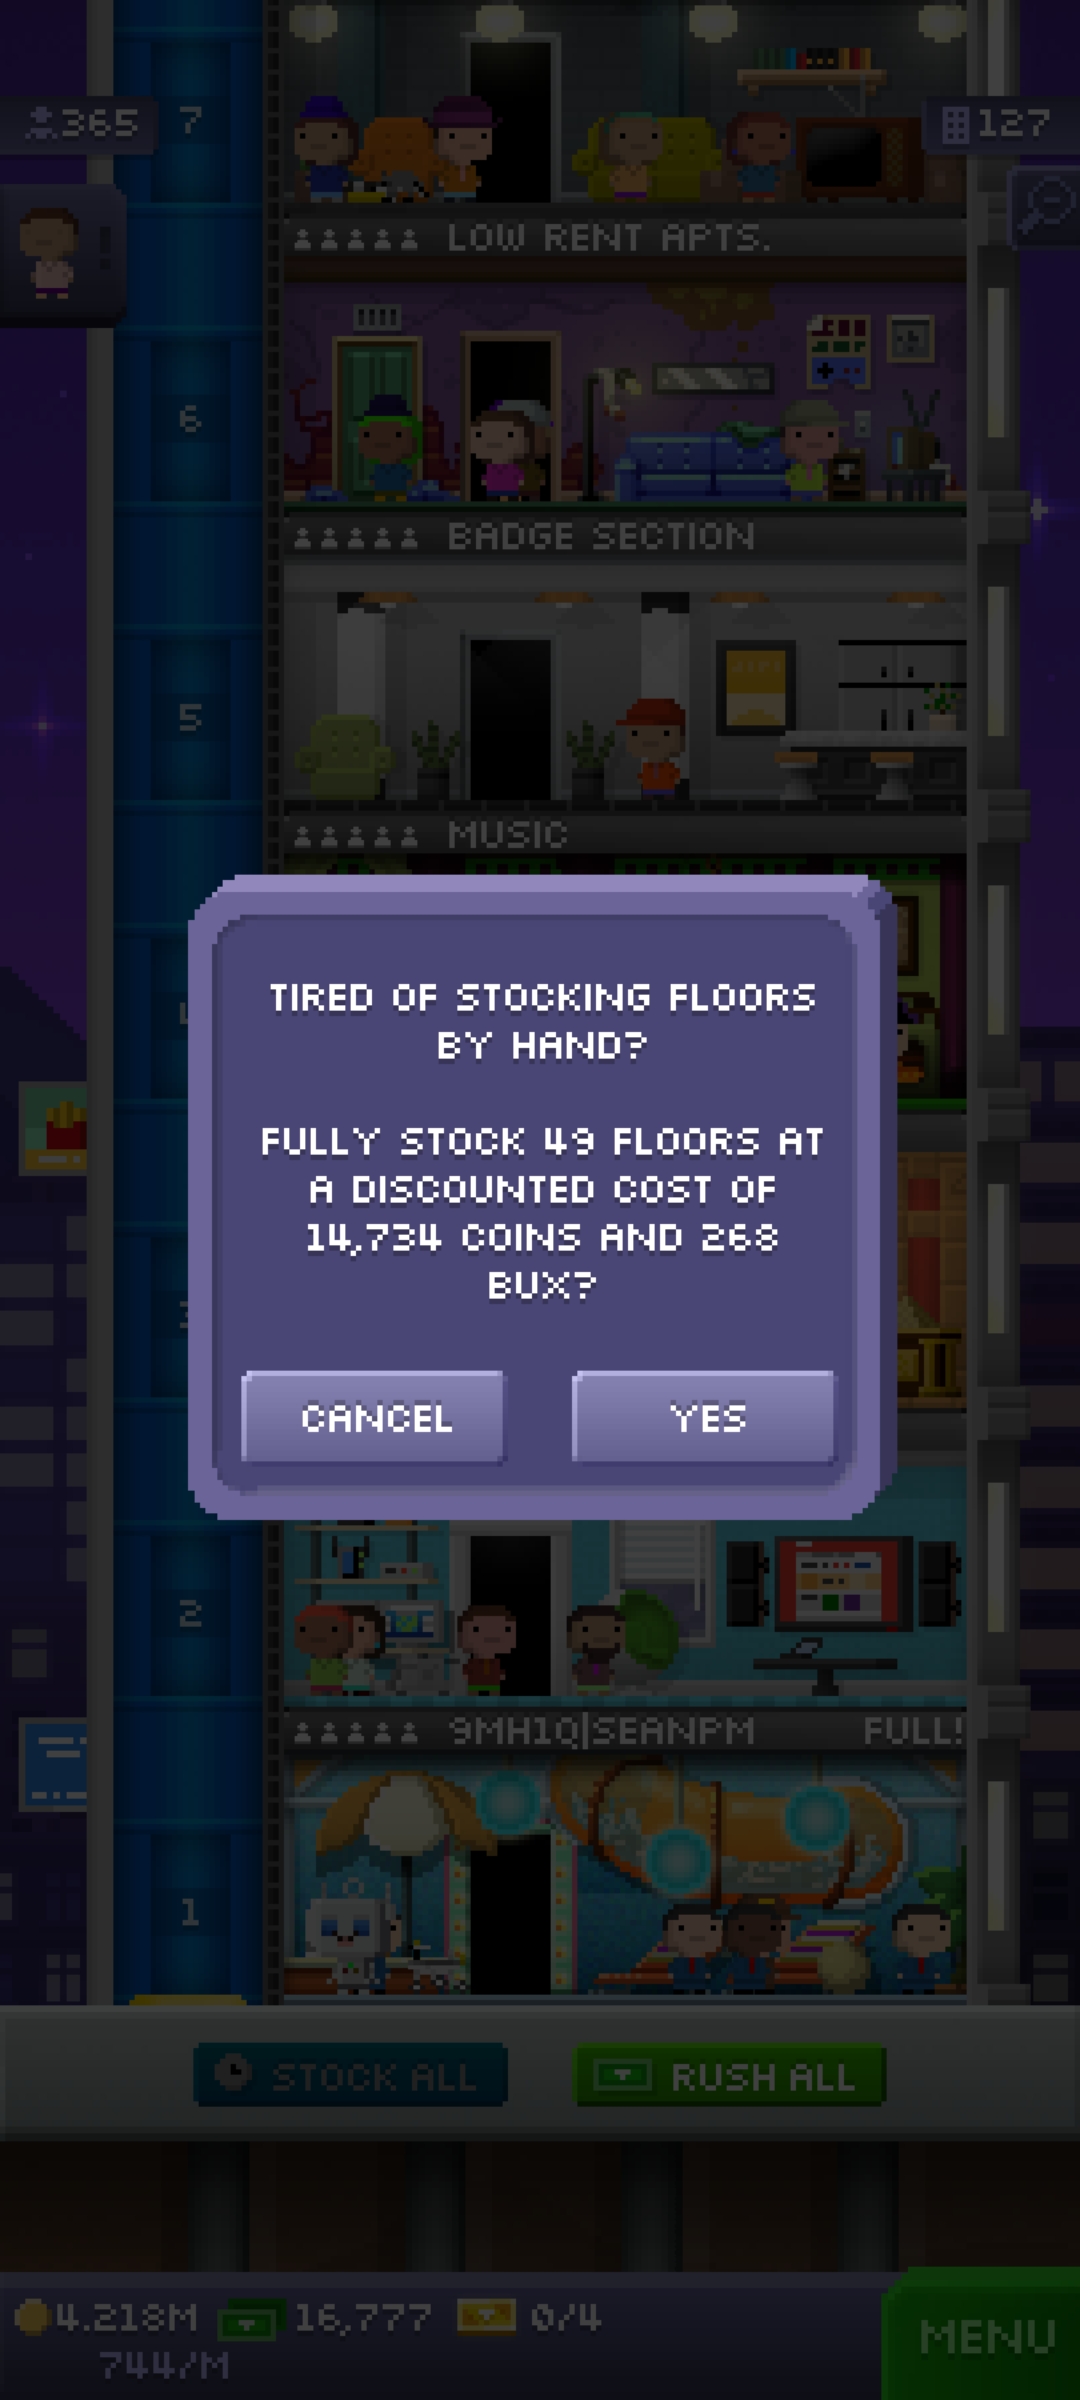 365
7
127
LOW RENT APTS.
6
BADGE SECTION
5
MUSIC
TIRED OF STOCKING FLOORS
BY HAND?
FULLY STOCK 49 FLOORS AT
A DISCOUNTED COST OF
14,734 COINS AND 268
BUX?
CANCEL
YES
2
9MH1Q|SEANPM
FULL!
1
STOCK ALL
RUSH ALL
4.218M
16,777
0/4
744/M
MENU